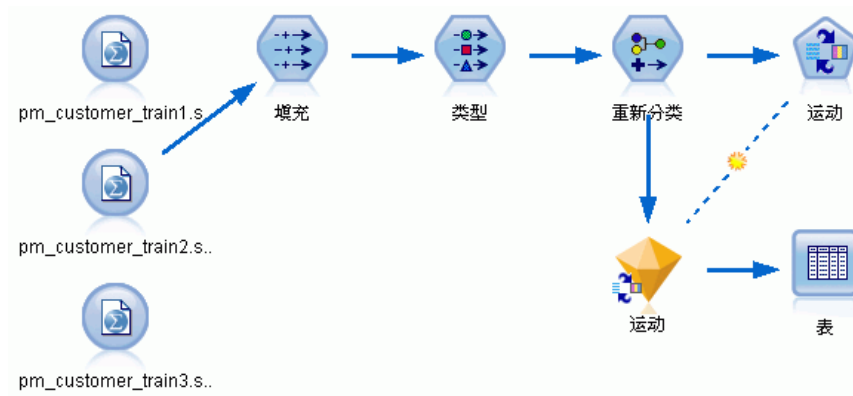 pm_customer_train1.s..
填充
类型
重新分类
运动
pm_customer_train2.s..
运动
表
pm_customer_train3.s..